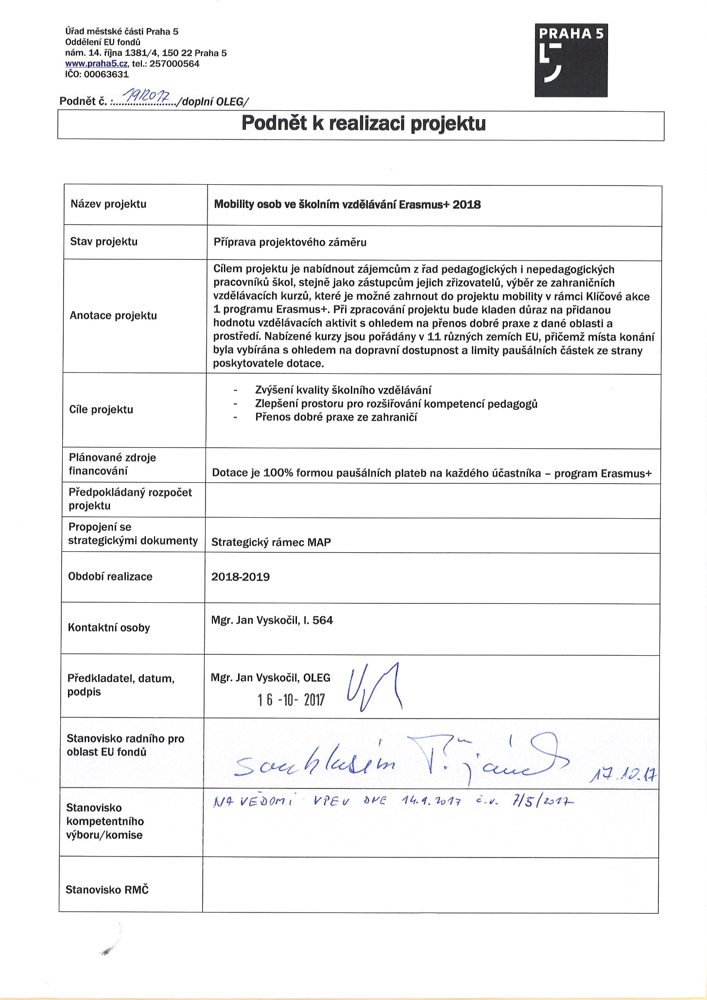 Úřad městské části Praha 5
Oddělení EU fondů
nám. 14. října 1381/4, 150 22 Praha 5
www.praha5.cz, tel.: 257000564
IČO: 00063631
PRAHA 5
Podnět č. :19/2017/doplní OLEG/
Podnět k realizaci projektu
Název projektu
Mobility osob ve školním vzdělávání Erasmus+ 2018
Stav projektu
Příprava projektového záměru
Anotace projektu
Cílem projektu je nabídnout zájemcům z řad pedagogických i nepedagogických
pracovníků škol, stejně jako zástupcům jejich zřizovatelů, výběr ze zahraničních
vzdělávacích kurzů, které je možné zahrnout do projektu mobility v rámci Klíčové akce
1 programu Erasmus+. Při zpracování projektu bude kladen důraz na přidanou
hodnotu vzdělávacích aktivit s ohledem na přenos dobré praxe z dané oblasti a
prostředí. Nabízené kurzy jsou pořádány v 11 různých zemích EU, přičemž místa konání
byla vybírána s ohledem na dopravní dostupnost a limity paušálních částek ze strany
poskytovatele dotace.
Cíle projektu
- Zvýšení kvality školního vzdělávání
- Zlepšení prostoru pro rozšiřování kompetencí pedagogů
- Přenos dobré praxe ze zahraničí
Plánované zdroje
financování
Dotace je 100% formou paušálních plateb na každého účastníka – program Erasmus+
Předpokládaný rozpočet
projektu
Propojení se
strategickými dokumenty
Strategický rámec MAP
Období realizace
2018-2019
Kontaktní osoby
Mgr. Jan Vyskočil, l. 564
Předkladatel, datum,
podpis
Mgr. Jan Vyskočil, OLEG
16 -10- 2017
Stanovisko radního pro
oblast EU fondů
souhlasím 17.10.17
Stanovisko
kompetentního
výboru/komise
NA VĚDOMÍ VPEV DNE 14.9.2017 č.v. 7/5/2017
Stanovisko RMČ